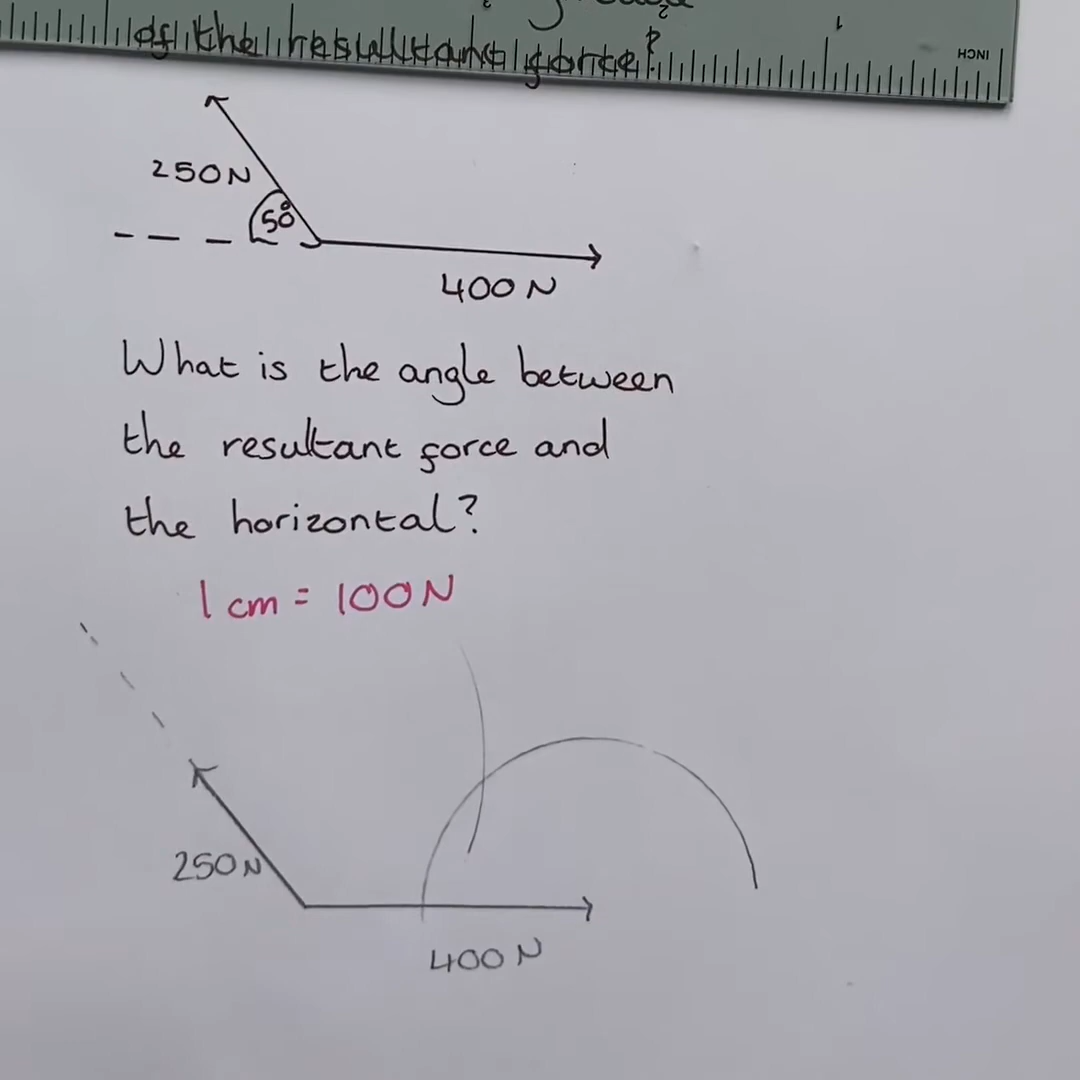 of the resultant force?
INCH
250N
50°
400N
What is the angle between
the resultant force and
the horizontal?
1 cm = 100N
250N
400N